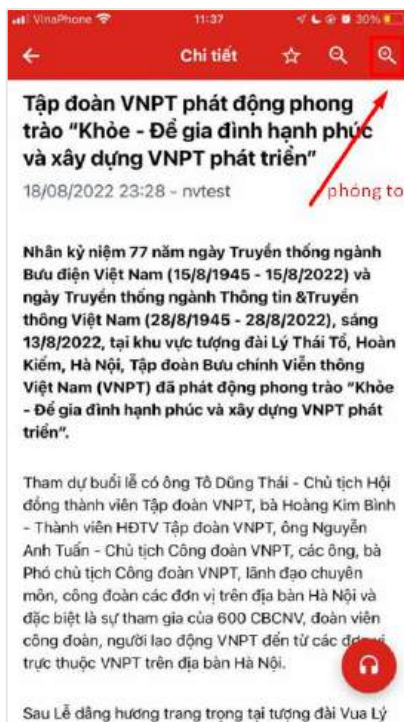 VinaPhone 11:37 30%
Chi tiết
Tập đoàn VNPT phát động phong
trào “Khỏe - Để gia đình hạnh phúc
và xây dựng VNPT phát triển”
18/08/2022 23:28 - nvtest
phóng to
Nhân kỷ niệm 77 năm ngày Truyền thống ngành
Bưu điện Việt Nam (15/8/1945 - 15/8/2022) và
ngày Truyền thống ngành Thông tin &Truyền
thông Việt Nam (28/8/1945 - 28/8/2022), sáng
13/8/2022, tại khu vực tượng đài Lý Thái Tổ, Hoàn
Kiếm, Hà Nội, Tập đoàn Bưu chính Viễn thông
Việt Nam (VNPT) đã phát động phong trào “Khỏe
- Để gia đình hạnh phúc và xây dựng VNPT phát
triển”.
Tham dự buổi lễ có ông Tô Dũng Thái - Chủ tịch Hội
đồng thành viên Tập đoàn VNPT, bà Hoàng Kim Bình
- Thành viên HĐTV Tập đoàn VNPT, ông Nguyễn
Anh Tuấn - Chủ tịch Công đoàn VNPT, các ông, bà
Phó chủ tịch Công đoàn VNPT, lãnh đạo chuyên
môn, công đoàn các đơn vị trên địa bàn Hà Nội và
đặc biệt là sự tham gia của 600 CBCNV, đoàn viên
công đoàn, người lao động VNPT đến từ các đơn vị
trực thuộc VNPT trên địa bàn Hà Nội.
Sau Lễ dâng hương trang trọng tại tượng đài Vua Lý